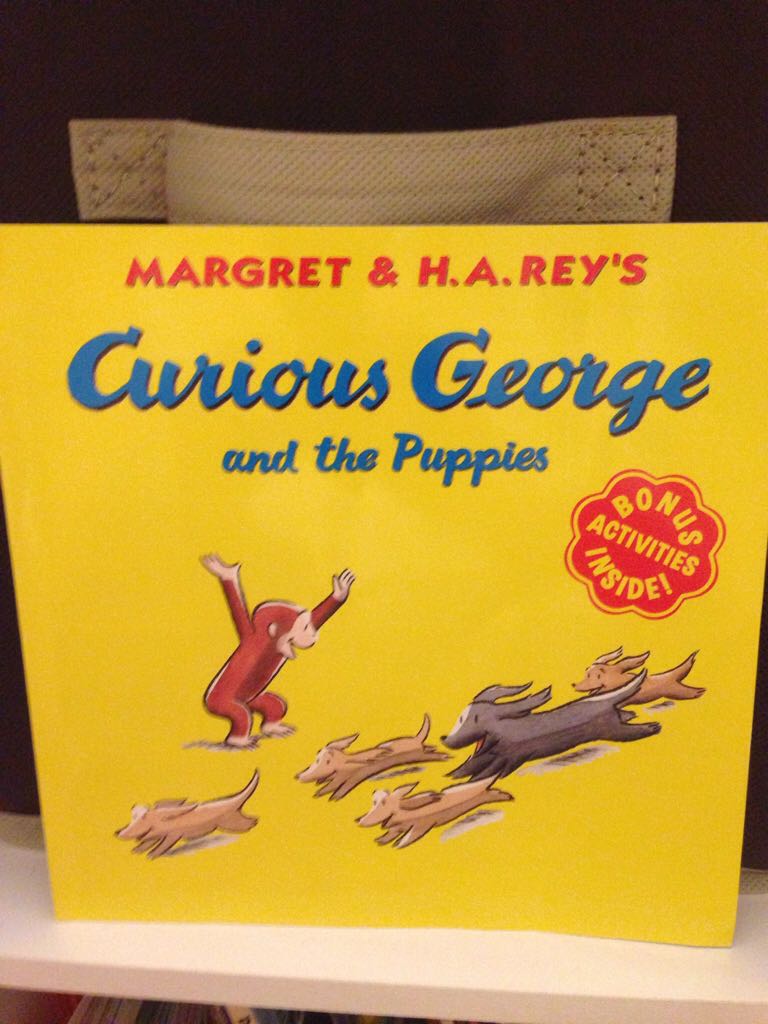 MARGRET & H.A.REY'S
Curious George
and the Puppies
BONUS
ACTIVITIES
INSIDE!